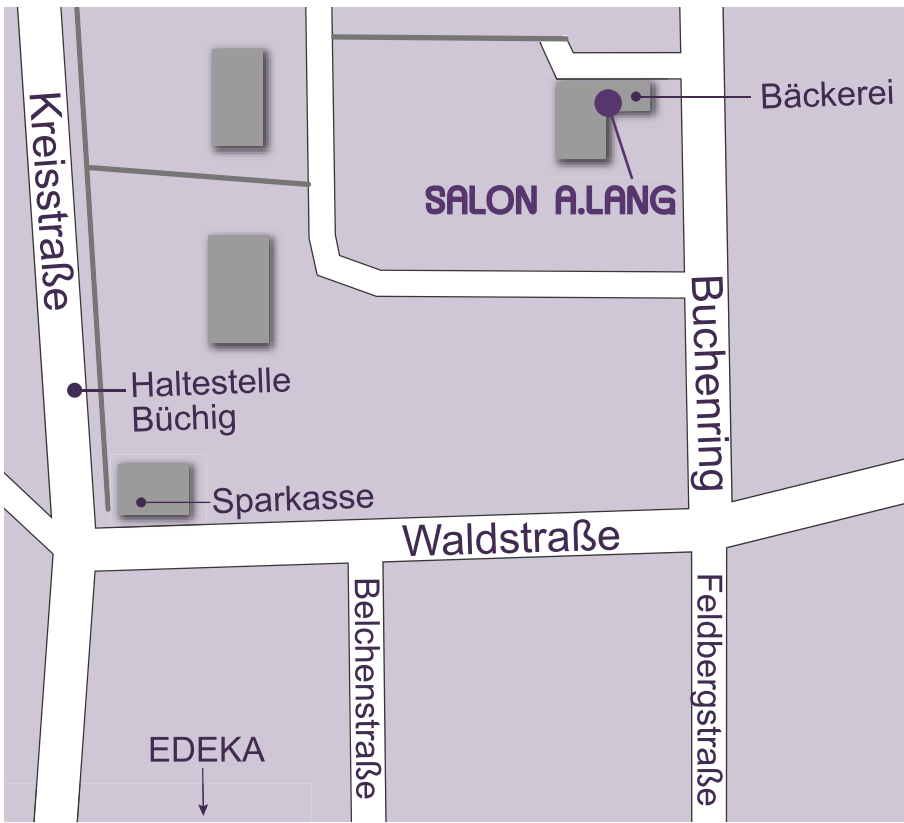 Bäckerei
Kreisstraße
SALON A.LANG
Buchenring
Haltestelle
Büchig
Sparkasse
Waldstraße
Belchenstraße
Feldbergstraße
EDEKA